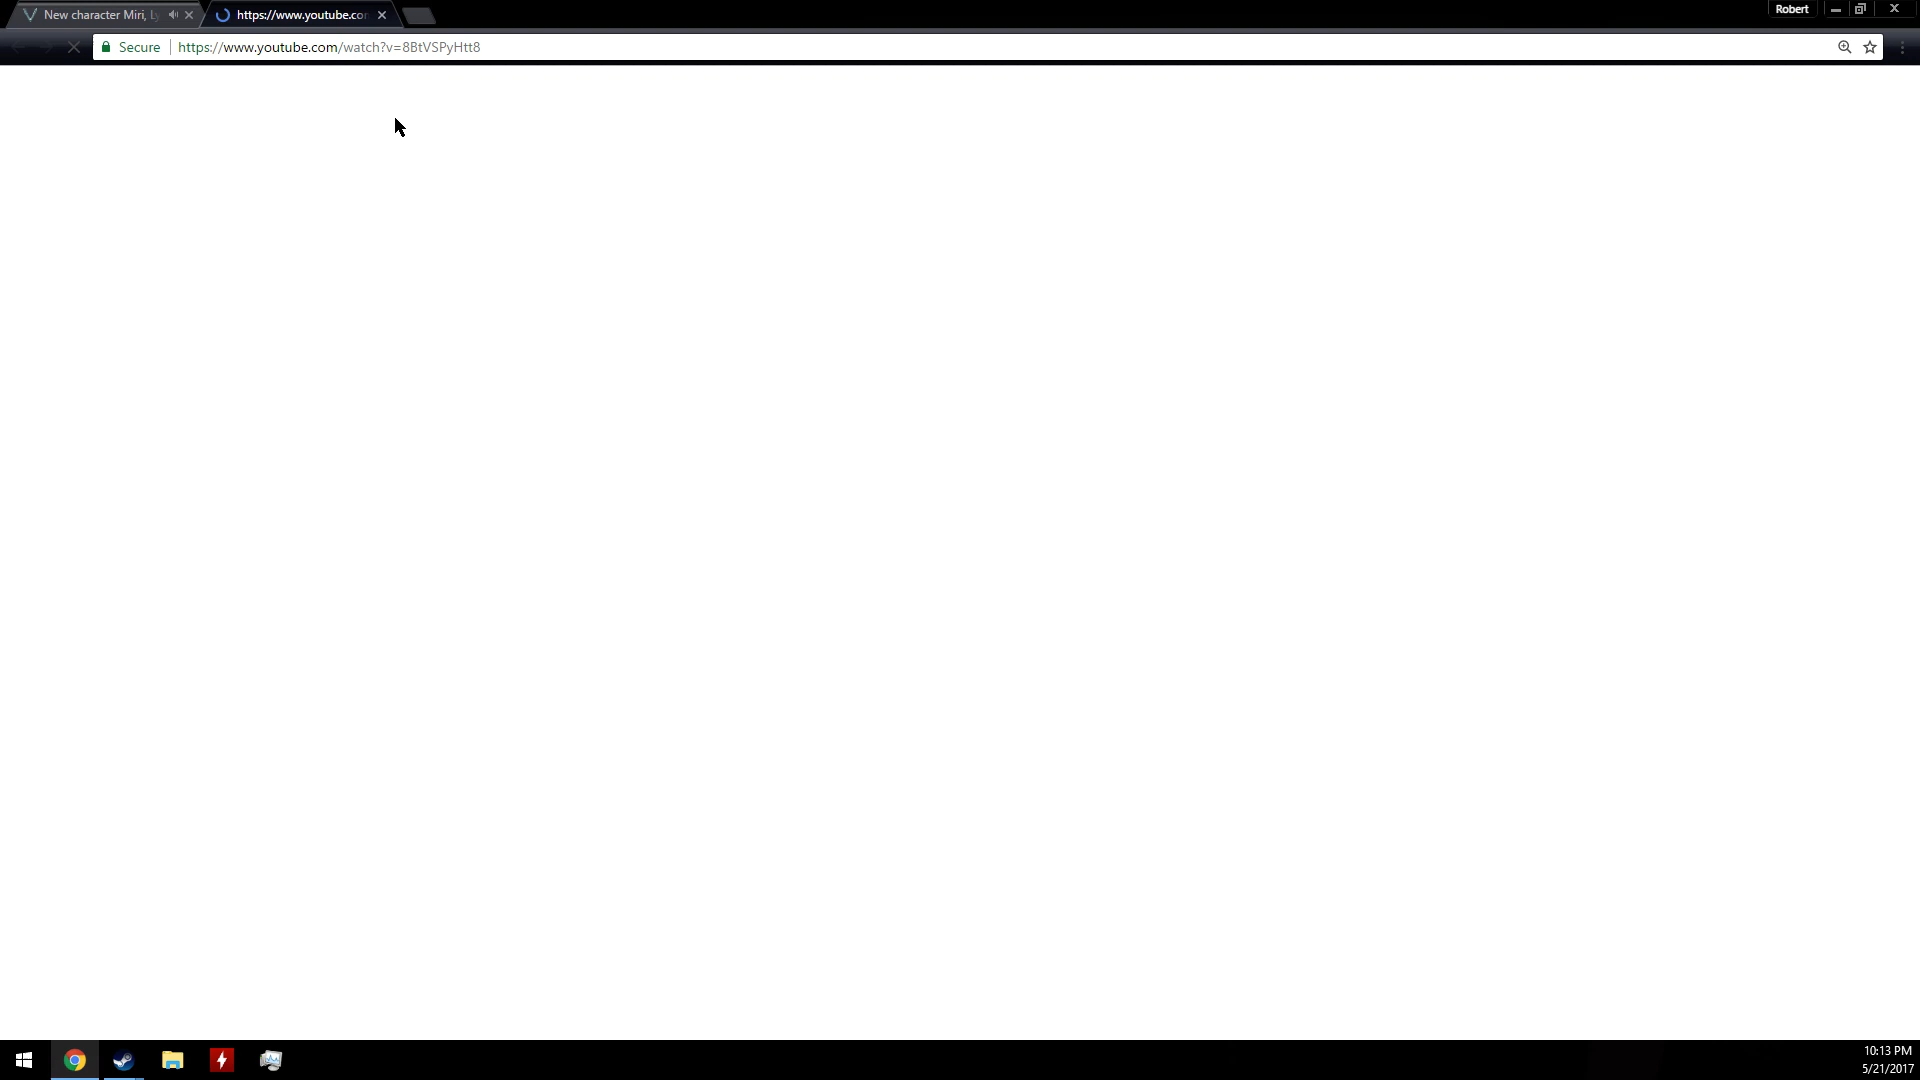 New character Miri, L
https://www.youtube.co
Robert
Secure
https://www.youtube.com/watch?v=8BtVSPyHtt8
10:13 PM
5/21/2017